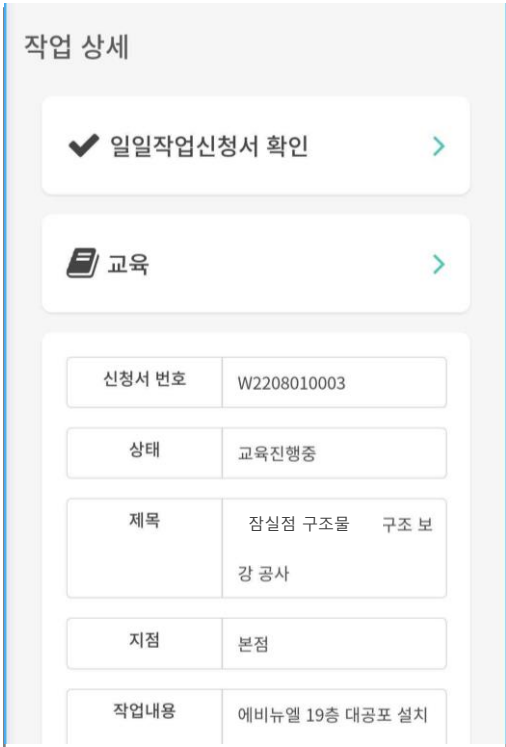 작업 상세
일일작업신청서 확인
교육
신청서 번호 W2208010003
상태 교육진행중
제목 잠실점 구조물 구조 보
강 공사
지점 본점
작업내용 에비뉴엘 19층 대공포 설치